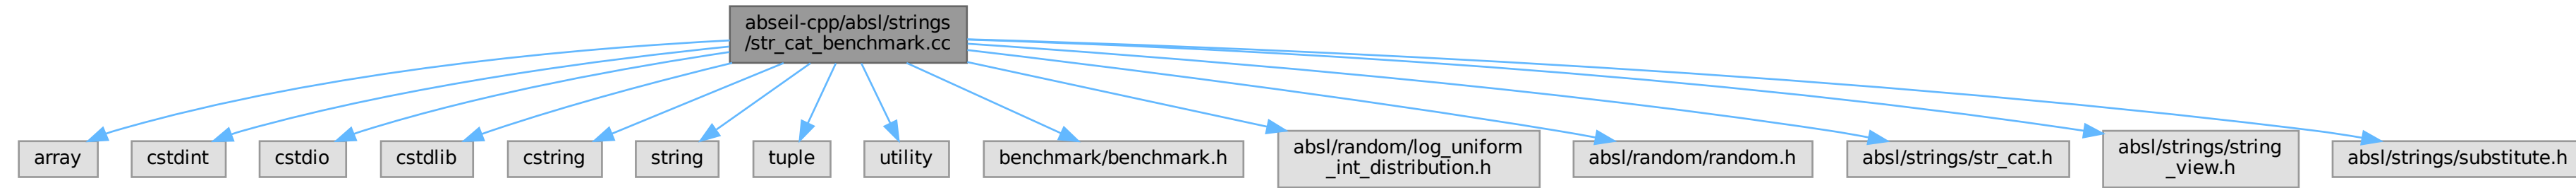 abseil-cpp/absl/strings
/str_cat_benchmark.cc
array
cstdint
cstdio
cstdlib
cstring
string
tuple
utility
benchmark/benchmark.h
absl/random/log_uniform
_int_distribution.h
absl/random/random.h
absl/strings/str_cat.h
absl/strings/string
_view.h
absl/strings/substitute.h